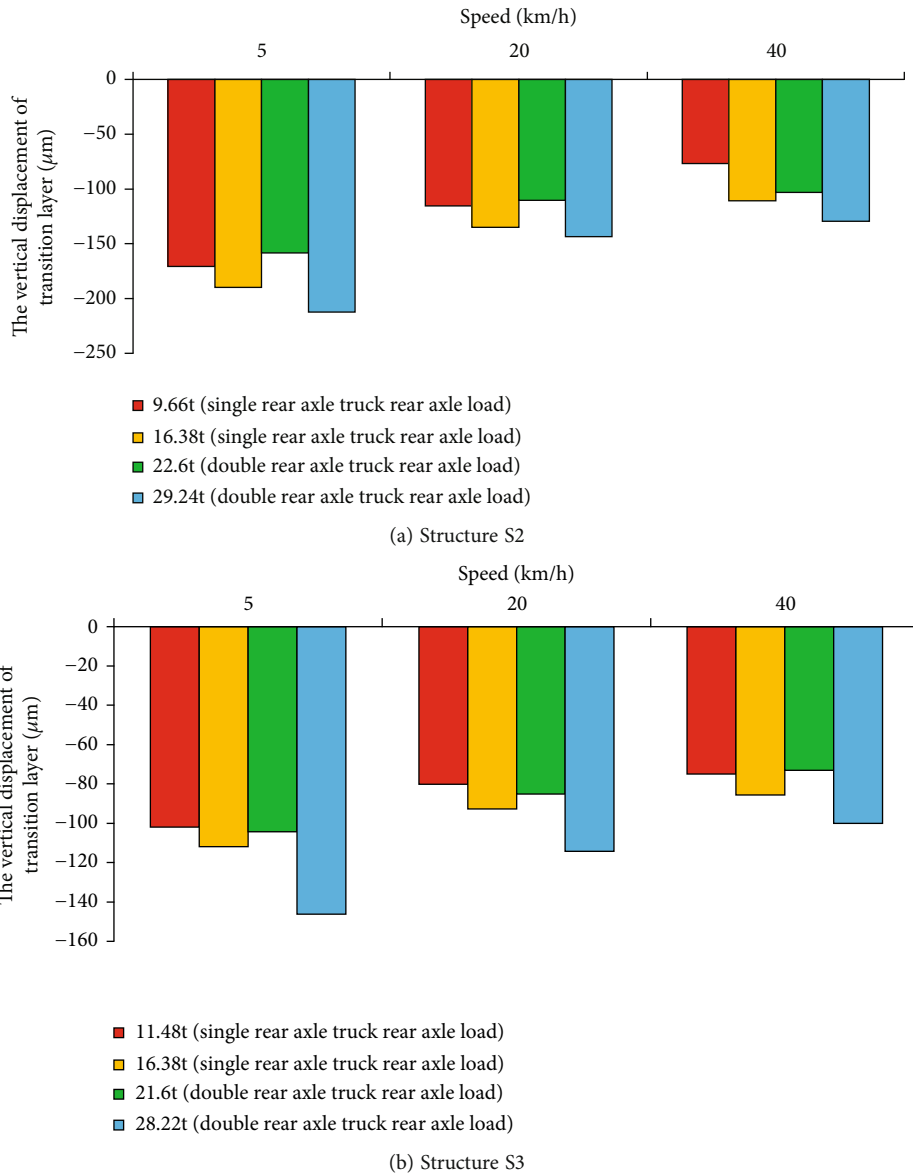 Speed (km/h)
5 20 40
0
−50
−100
−150
−200
−250
The vertical displacement of
transition layer (μm)
9.66t (single rear axle truck rear axle load)
16.38t (single rear axle truck rear axle load)
22.6t (double rear axle truck rear axle load)
29.24t (double rear axle truck rear axle load)
(a) Structure S2
Speed (km/h)
5 20 40
0
−20
−40
−60
−80
−100
−120
−140
−160
The vertical displacement of
transition layer (μm)
11.48t (single rear axle truck rear axle load)
16.38t (single rear axle truck rear axle load)
21.6t (double rear axle truck rear axle load)
28.22t (double rear axle truck rear axle load)
(b) Structure S3